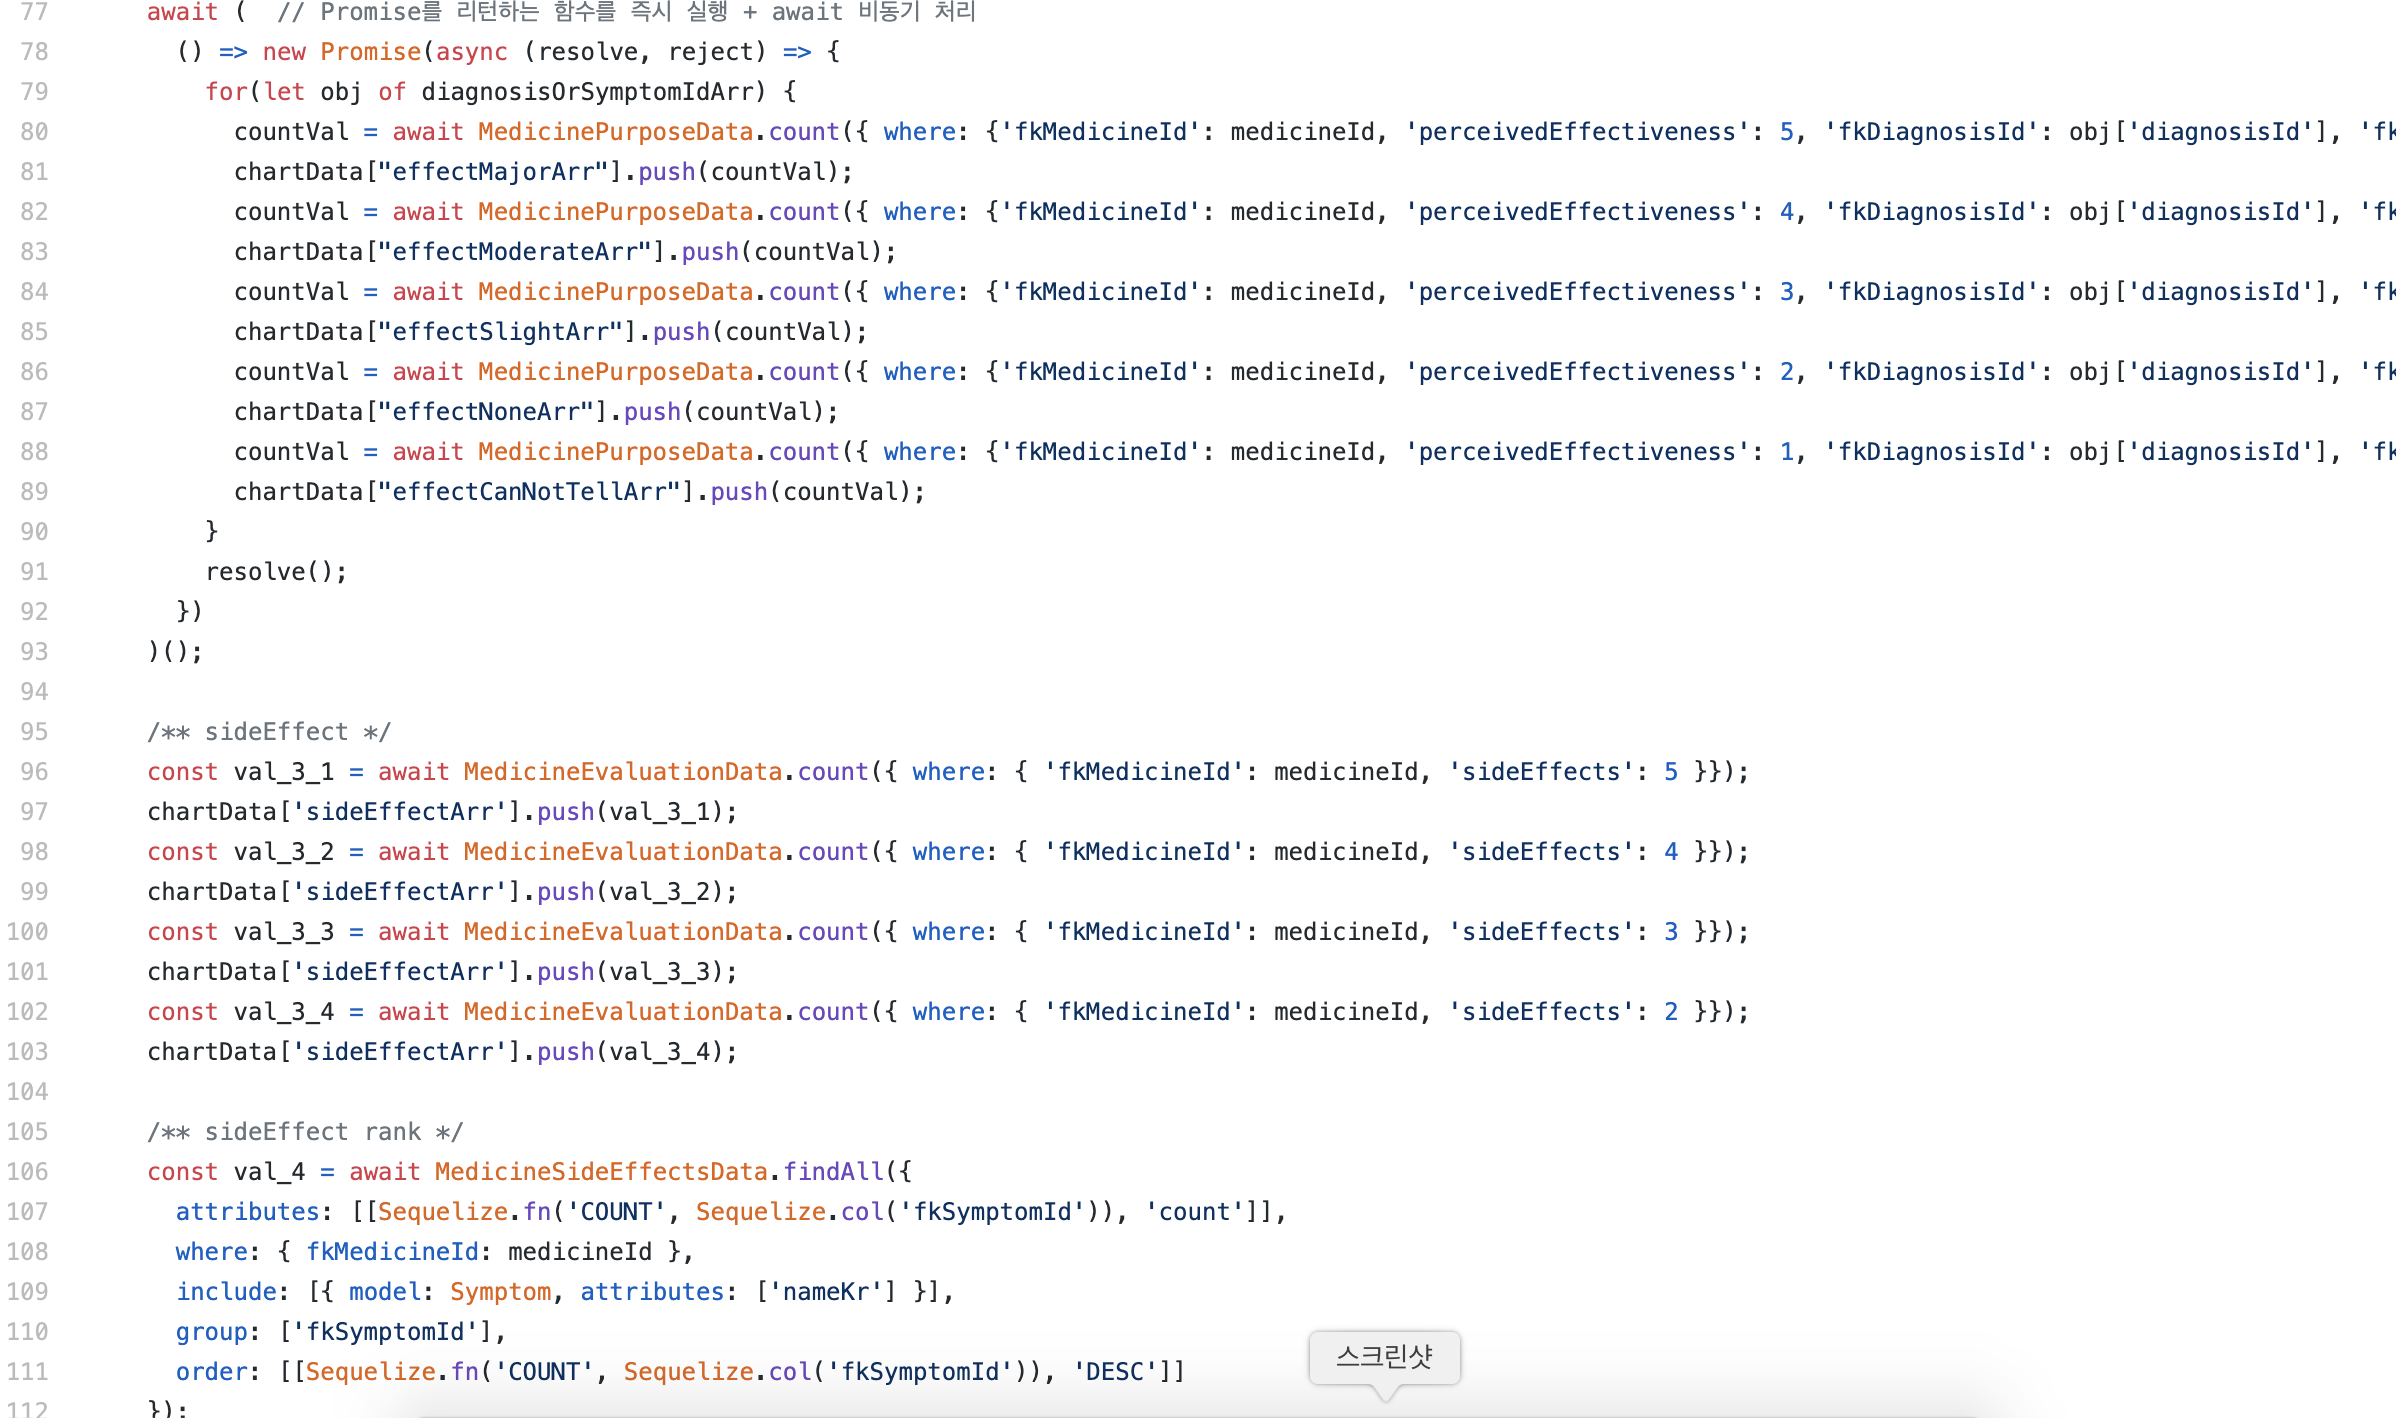 77 await (  // Promise를 리턴하는 함수를 즉시 실행 + await 비동기 처리
78 () => new Promise(async (resolve, reject) => {
79 for(let obj of diagnosisOrSymptomIdArr) {
80 countVal = await MedicinePurposeData.count({ where: {'fkMedicineId': medicineId, 'perceivedEffectiveness': 5, 'fkDiagnosisId': obj['diagnosisId'], 'fk
81 chartData["effectMajorArr"].push(countVal);
82 countVal = await MedicinePurposeData.count({ where: {'fkMedicineId': medicineId, 'perceivedEffectiveness': 4, 'fkDiagnosisId': obj['diagnosisId'], 'fk
83 chartData["effectModerateArr"].push(countVal);
84 countVal = await MedicinePurposeData.count({ where: {'fkMedicineId': medicineId, 'perceivedEffectiveness': 3, 'fkDiagnosisId': obj['diagnosisId'], 'fk
85 chartData["effectSlightArr"].push(countVal);
86 countVal = await MedicinePurposeData.count({ where: {'fkMedicineId': medicineId, 'perceivedEffectiveness': 2, 'fkDiagnosisId': obj['diagnosisId'], 'fk
87 chartData["effectNoneArr"].push(countVal);
88 countVal = await MedicinePurposeData.count({ where: {'fkMedicineId': medicineId, 'perceivedEffectiveness': 1, 'fkDiagnosisId': obj['diagnosisId'], 'fk
89 chartData["effectCanNotTellArr"].push(countVal);
90 }
91 resolve();
92 })
93 )();
94
95 /** sideEffect */
96 const val_3_1 = await MedicineEvaluationData.count({ where: { 'fkMedicineId': medicineId, 'sideEffects': 5 }});
97 chartData['sideEffectArr'].push(val_3_1);
98 const val_3_2 = await MedicineEvaluationData.count({ where: { 'fkMedicineId': medicineId, 'sideEffects': 4 }});
99 chartData['sideEffectArr'].push(val_3_2);
100 const val_3_3 = await MedicineEvaluationData.count({ where: { 'fkMedicineId': medicineId, 'sideEffects': 3 }});
101 chartData['sideEffectArr'].push(val_3_3);
102 const val_3_4 = await MedicineEvaluationData.count({ where: { 'fkMedicineId': medicineId, 'sideEffects': 2 }});
103 chartData['sideEffectArr'].push(val_3_4);
104
105 /** sideEffect rank */
106 const val_4 = await MedicineSideEffectsData.findAll({
107 attributes: [[Sequelize.fn('COUNT', Sequelize.col('fkSymptomId')), 'count']],
108 where: { fkMedicineId: medicineId },
109 include: [{ model: Symptom, attributes: ['nameKr'] }],
110 group: ['fkSymptomId'],
111 order: [[Sequelize.fn('COUNT', Sequelize.col('fkSymptomId')), 'DESC']]
스크린샷
112 });